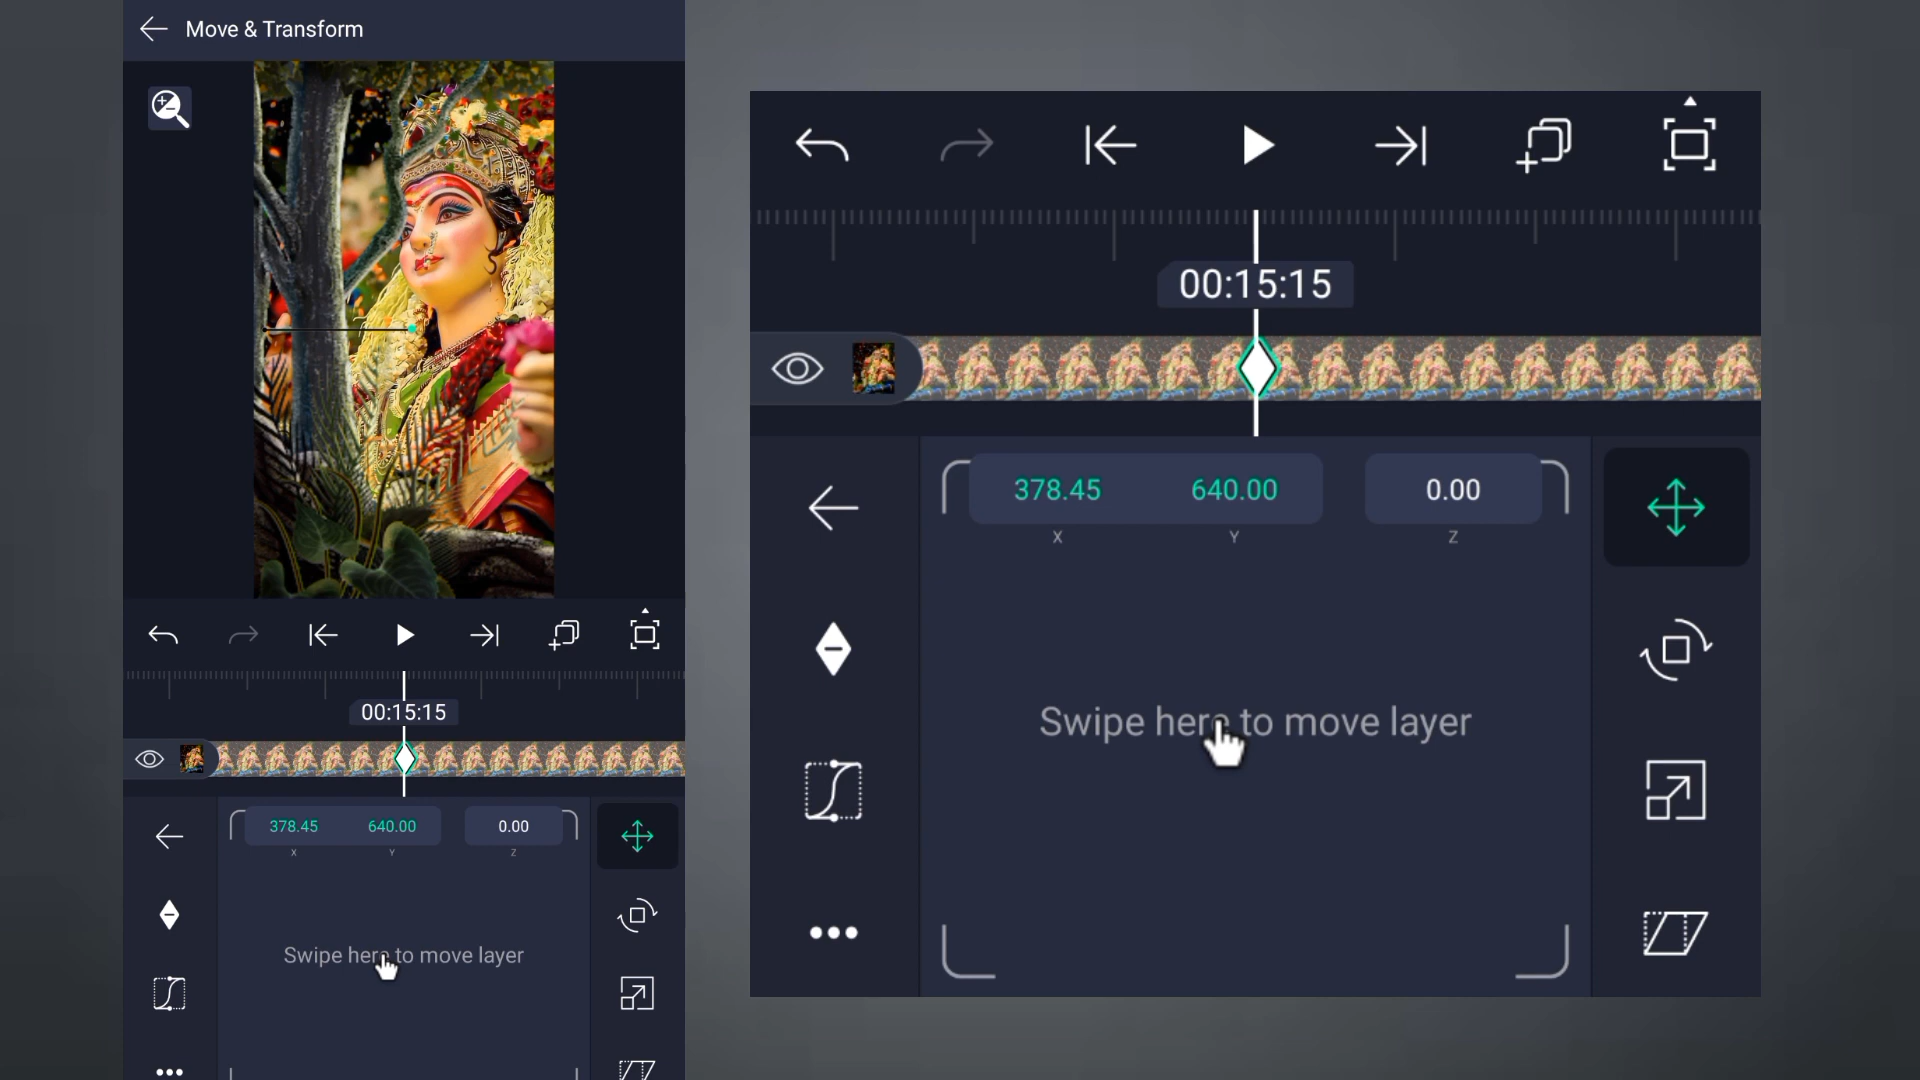 Move & Transform
00:15:15
378.45 640.00 0.00
X Y Z
Swipe here to move layer
00:15:15
378.45 640.00 0.00
X Y Z
Swipe here to move layer